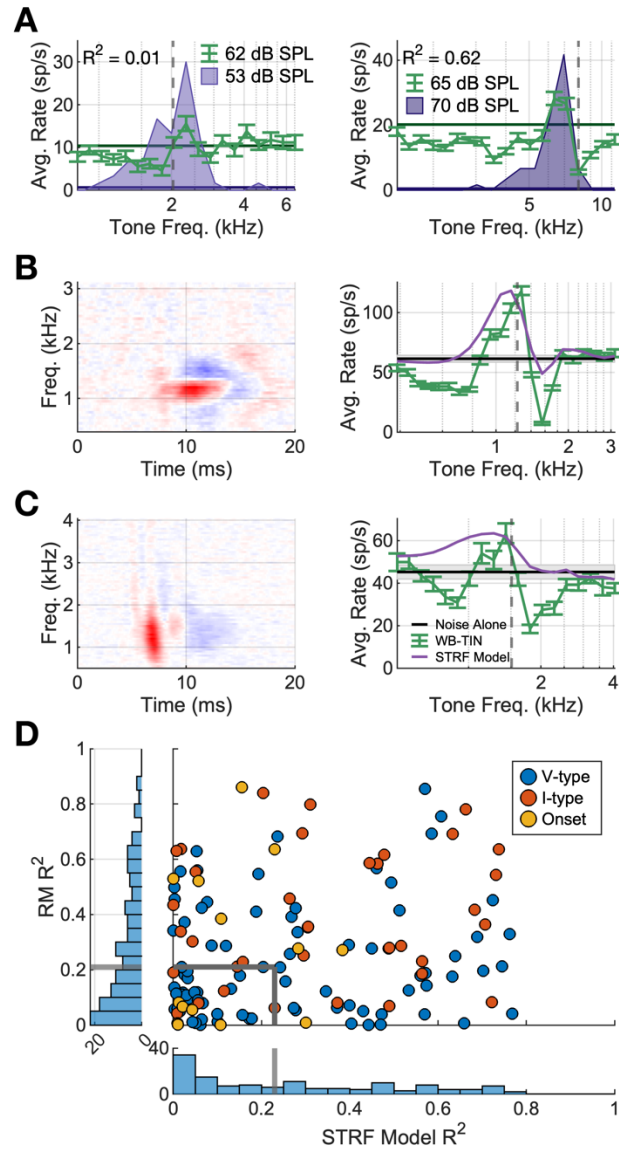 A
R² = 0.01
62 dB SPL
53 dB SPL
Avg. Rate (sp/s)
30
20
10
0
2
4
6
Tone Freq. (kHz)
R² = 0.62
65 dB SPL
70 dB SPL
Avg. Rate (sp/s)
40
20
0
5
10
Tone Freq. (kHz)
B
Freq. (kHz)
3
2
1
0
10
20
Time (ms)
Avg. Rate (sp/s)
100
50
0
1
2
3
Tone Freq. (kHz)
C
Freq. (kHz)
4
3
2
1
0
10
20
Time (ms)
Avg. Rate (sp/s)
60
40
20
0
Noise Alone
WB-TIN
STRF Model
2
4
Tone Freq. (kHz)
D
RM R²
1
0.8
0.6
0.4
0.2
0
20
0
V-type
I-type
Onset
40
0
0
0.2
0.4
0.6
0.8
1
STRF Model R²